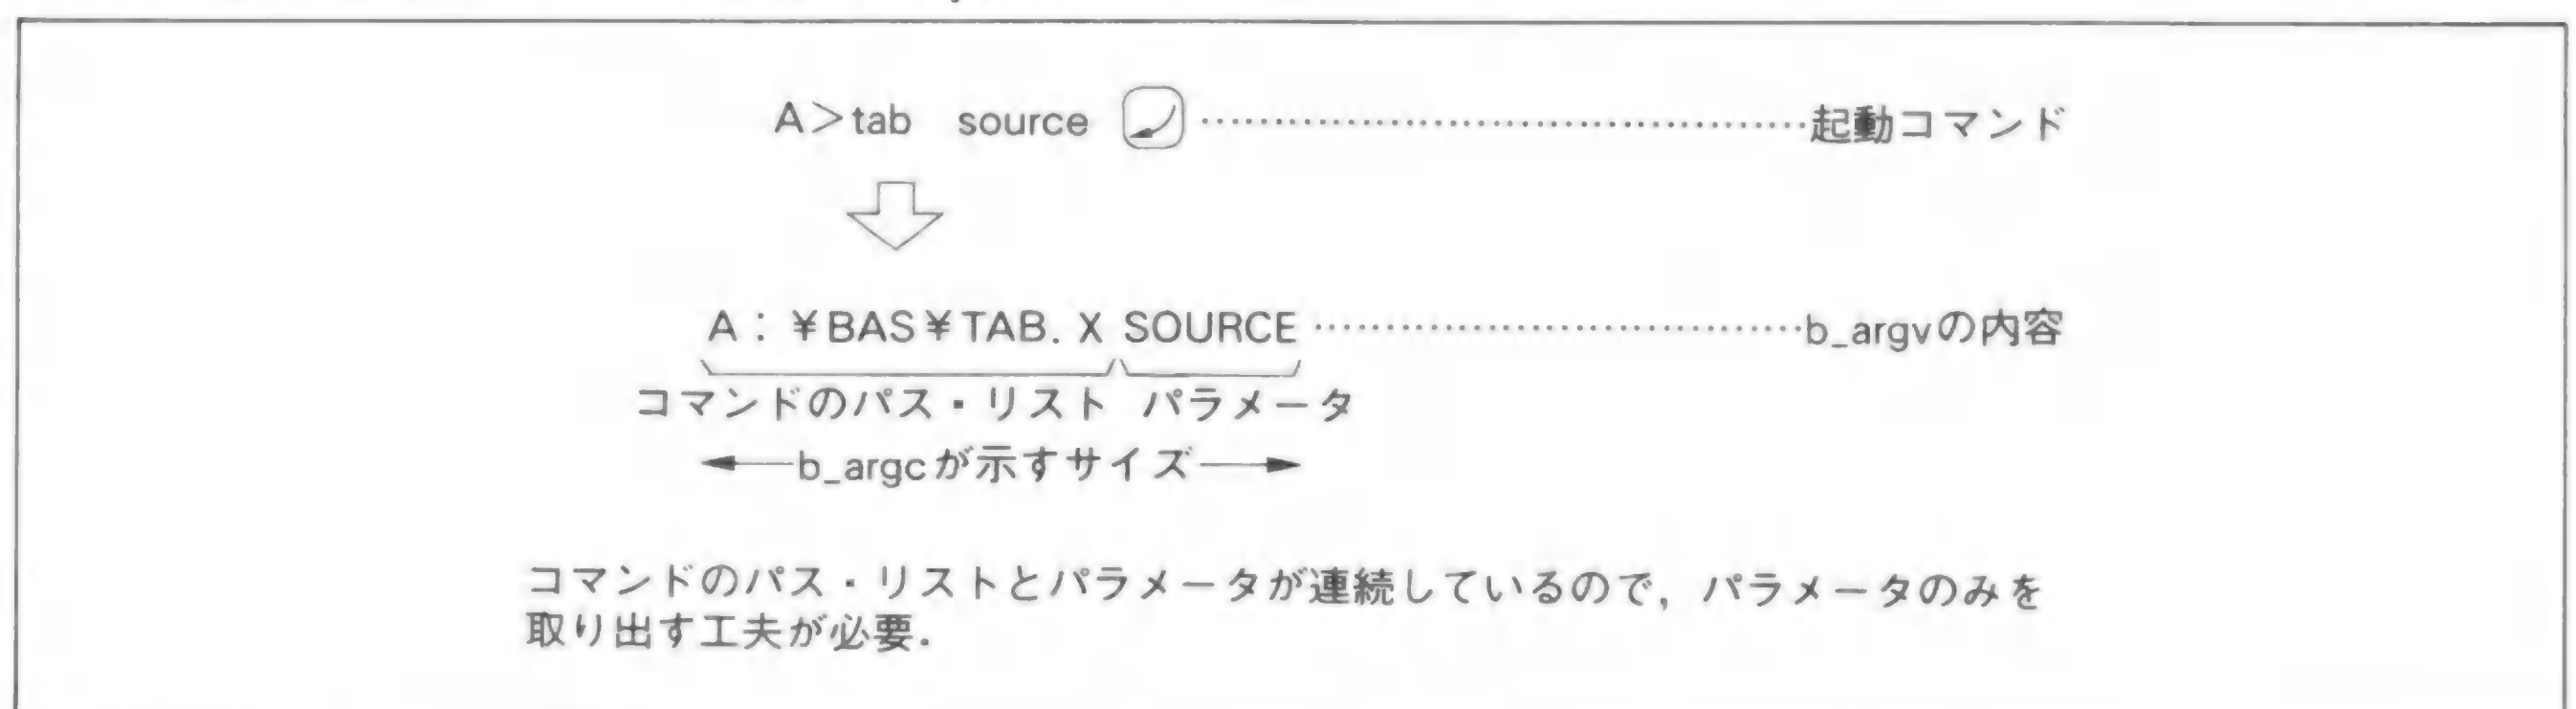 A>tab source ……………………………………起動コマンド
A：¥BAS¥TAB. X SOURCE ……………………………b_argvの内容
コマンドのパス・リスト パラメータ
b_argcが示すサイズ
コマンドのパス・リストとパラメータが連続しているので，パラメータのみを
取り出す工夫が必要．